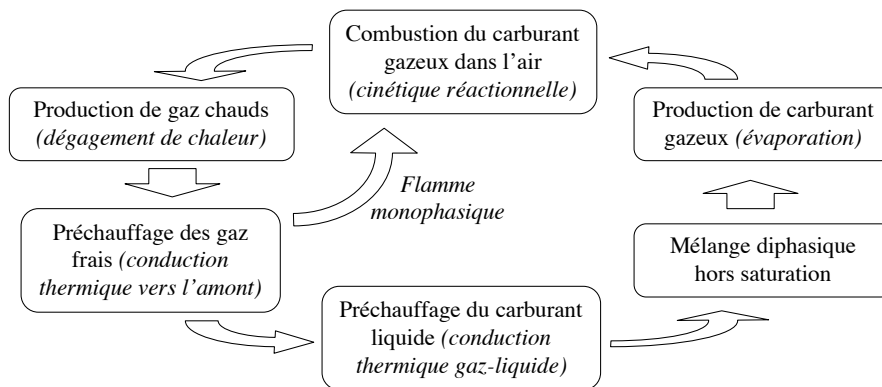 Combustion du carburant
gazeux dans l’air
(cinétique réactionnelle)
Production de gaz chauds
(dégagement de chaleur)
Production de carburant
gazeux (évaporation)
Flamme
monophasique
Préchauffage des gaz
frais (conduction
thermique vers l’amont)
Mélange diphasique
hors saturation
Préchauffage du carburant
liquide (conduction
thermique gaz-liquide)